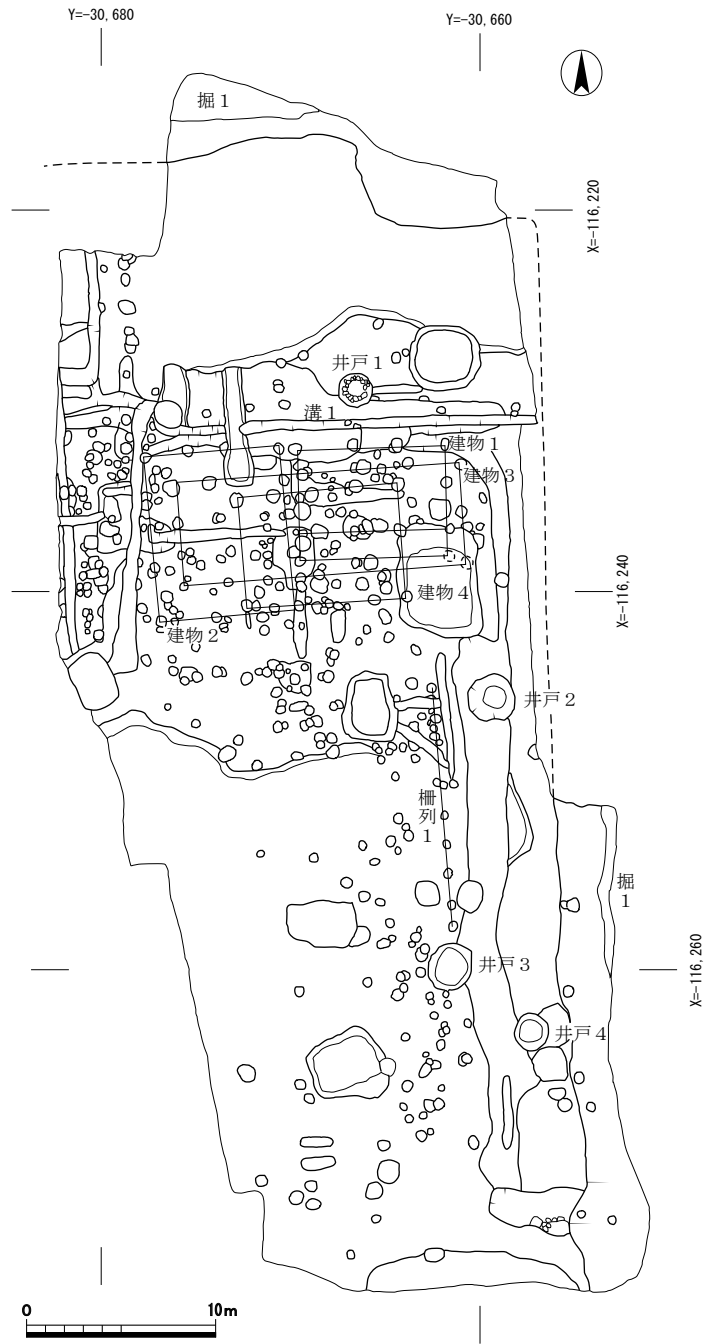 Y=-30,680
Y=-30,660
掘1
X=-116,220
井戸1
溝1
建物1
建物3
X=-116,240
建物4
建物2
井戸2
柵列1
掘1
井戸3
X=-116,260
井戸4
0
10m